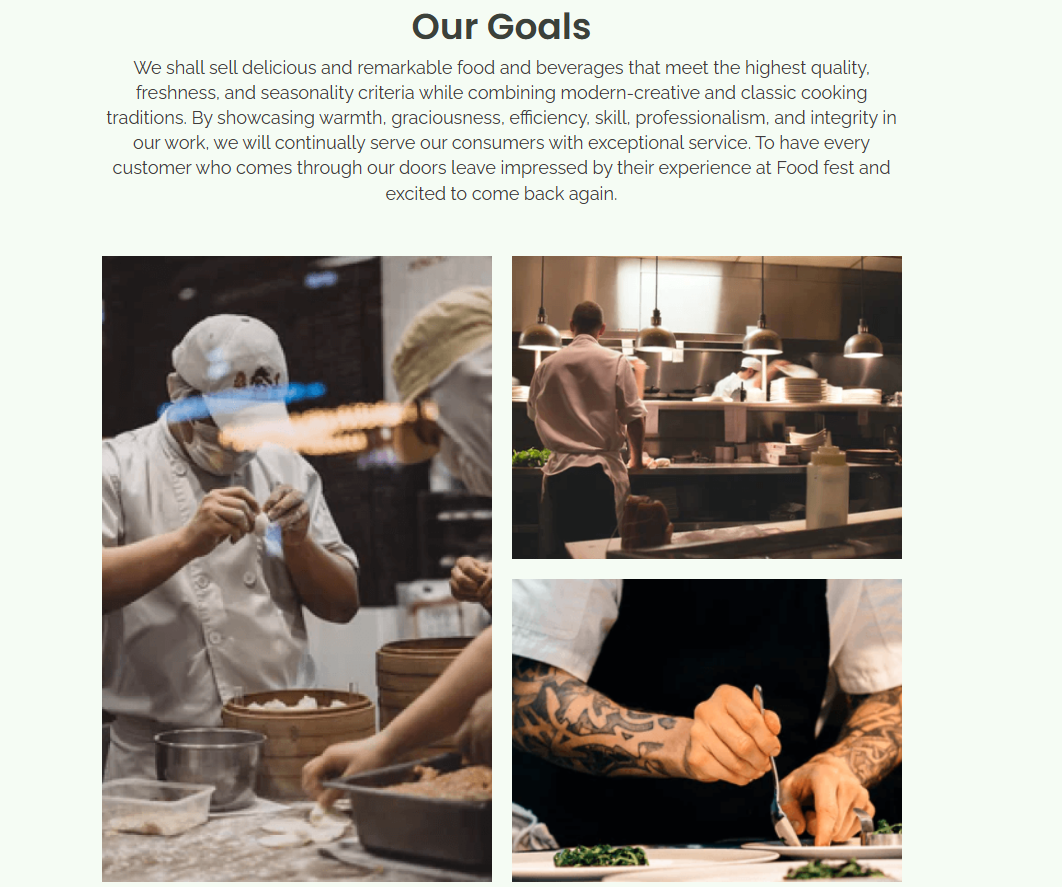 Our Goals
We shall sell delicious and remarkable food and beverages that meet the highest quality,
freshness, and seasonality criteria while combining modern-creative and classic cooking
traditions. By showcasing warmth, graciousness, efficiency, skill, professionalism, and integrity in
our work, we will continually serve our consumers with exceptional service. To have every
customer who comes through our doors leave impressed by their experience at Food fest and
excited to come back again.